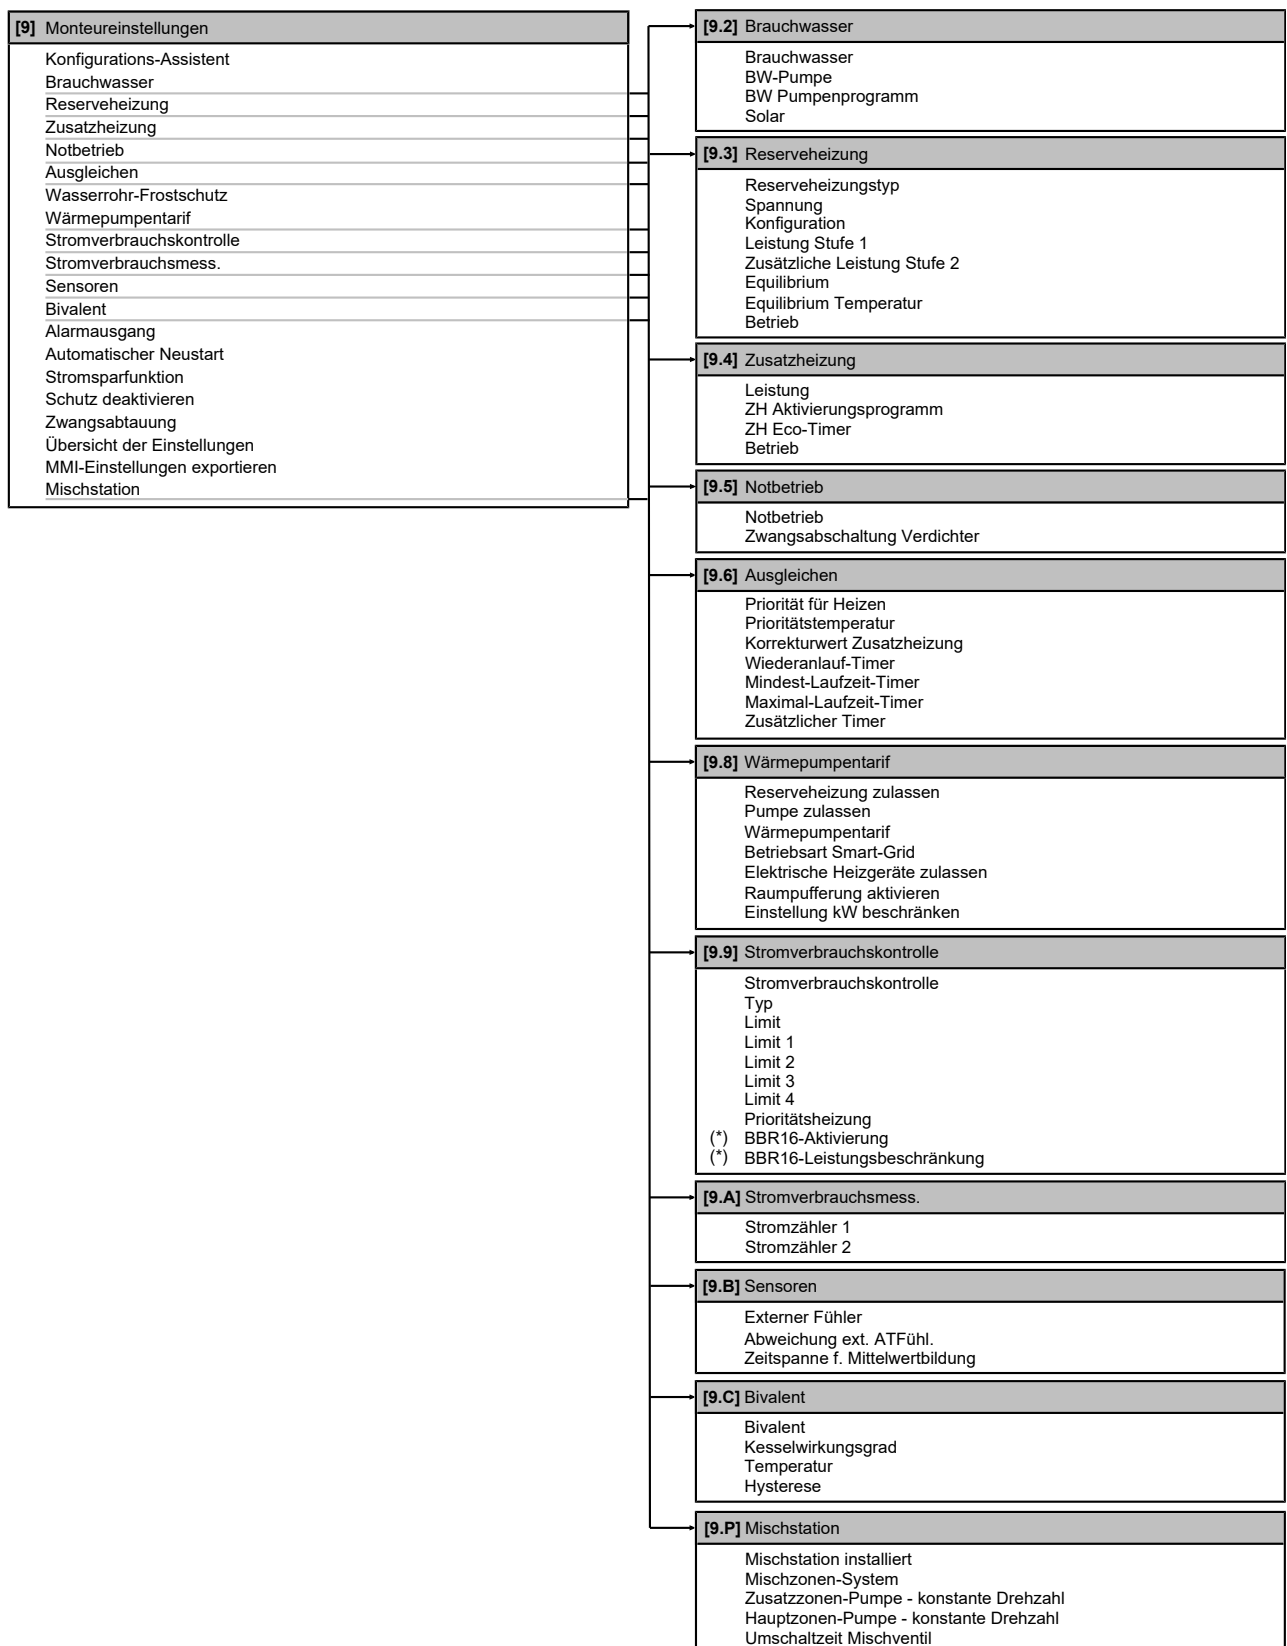 [9] Monteureinstellungen
Konfigurations-Assistent
Brauchwasser
Reserveheizung
Zusatzheizung
Notbetrieb
Ausgleichen
Wasserrohr-Frostschutz
Wärmepumpentarif
Stromverbrauchskontrolle
Stromverbrauchsmess.
Sensoren
Bivalent
Alarmausgang
Automatischer Neustart
Stromsparfunktion
Schutz deaktivieren
Zwangsabtauung
Übersicht der Einstellungen
MMI-Einstellungen exportieren
Mischstation
[9.2] Brauchwasser
Brauchwasser
BW-Pumpe
BW Pumpenprogramm
Solar
[9.3] Reserveheizung
Reserveheizungstyp
Spannung
Konfiguration
Leistung Stufe 1
Zusätzliche Leistung Stufe 2
Equilibrium
Equilibrium Temperatur
Betrieb
[9.4] Zusatzheizung
Leistung
ZH Aktivierungsprogramm
ZH Eco-Timer
Betrieb
[9.5] Notbetrieb
Notbetrieb
Zwangsabschaltung Verdichter
[9.6] Ausgleichen
Priorität für Heizen
Prioritätstemperatur
Korrekturwert Zusatzheizung
Wiederanlauf-Timer
Mindest-Laufzeit-Timer
Maximal-Laufzeit-Timer
Zusätzlicher Timer
[9.8] Wärmepumpentarif
Reserveheizung zulassen
Pumpe zulassen
Wärmepumpentarif
Betriebsart Smart-Grid
Elektrische Heizgeräte zulassen
Raumpufferung aktivieren
Einstellung kW beschränken
[9.9] Stromverbrauchskontrolle
Stromverbrauchskontrolle
Typ
Limit
Limit 1
Limit 2
Limit 3
Limit 4
Prioritätsheizung
(*) BBR16-Aktivierung
(*) BBR16-Leistungsbeschränkung
[9.A] Stromverbrauchsmess.
Stromzähler 1
Stromzähler 2
[9.B] Sensoren
Externer Fühler
Abweichung ext. ATFühl.
Zeitspanne f. Mittelwertbildung
[9.C] Bivalent
Bivalent
Kesselwirkungsgrad
Temperatur
Hysterese
[9.P] Mischstation
Mischstation installiert
Mischzonen-System
Zusatzzonen-Pumpe - konstante Drehzahl
Hauptzonen-Pumpe - konstante Drehzahl
Umschaltzeit Mischventil